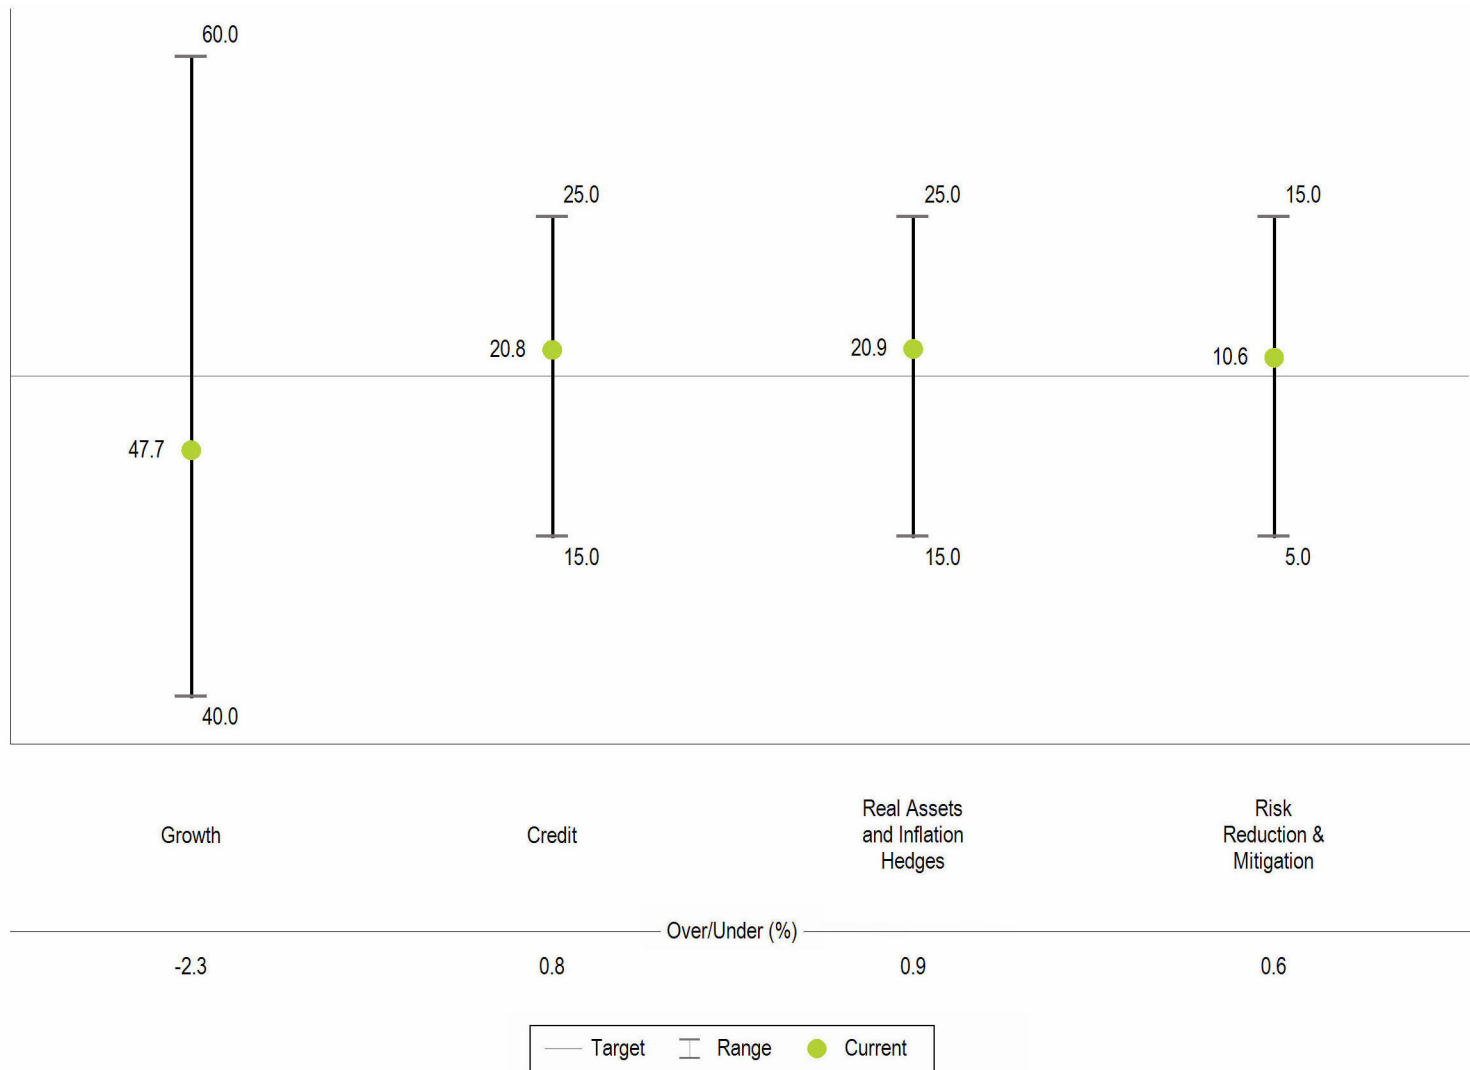 60.0
25.0
25.0
15.0
20.8
20.9
10.6
47.7
15.0
15.0
5.0
40.0
Growth
Credit
Real Assets
and Inflation
Hedges
Risk
Reduction &
Mitigation
Over/Under (%)
-2.3
0.8
0.9
0.6
Target
Range
Current